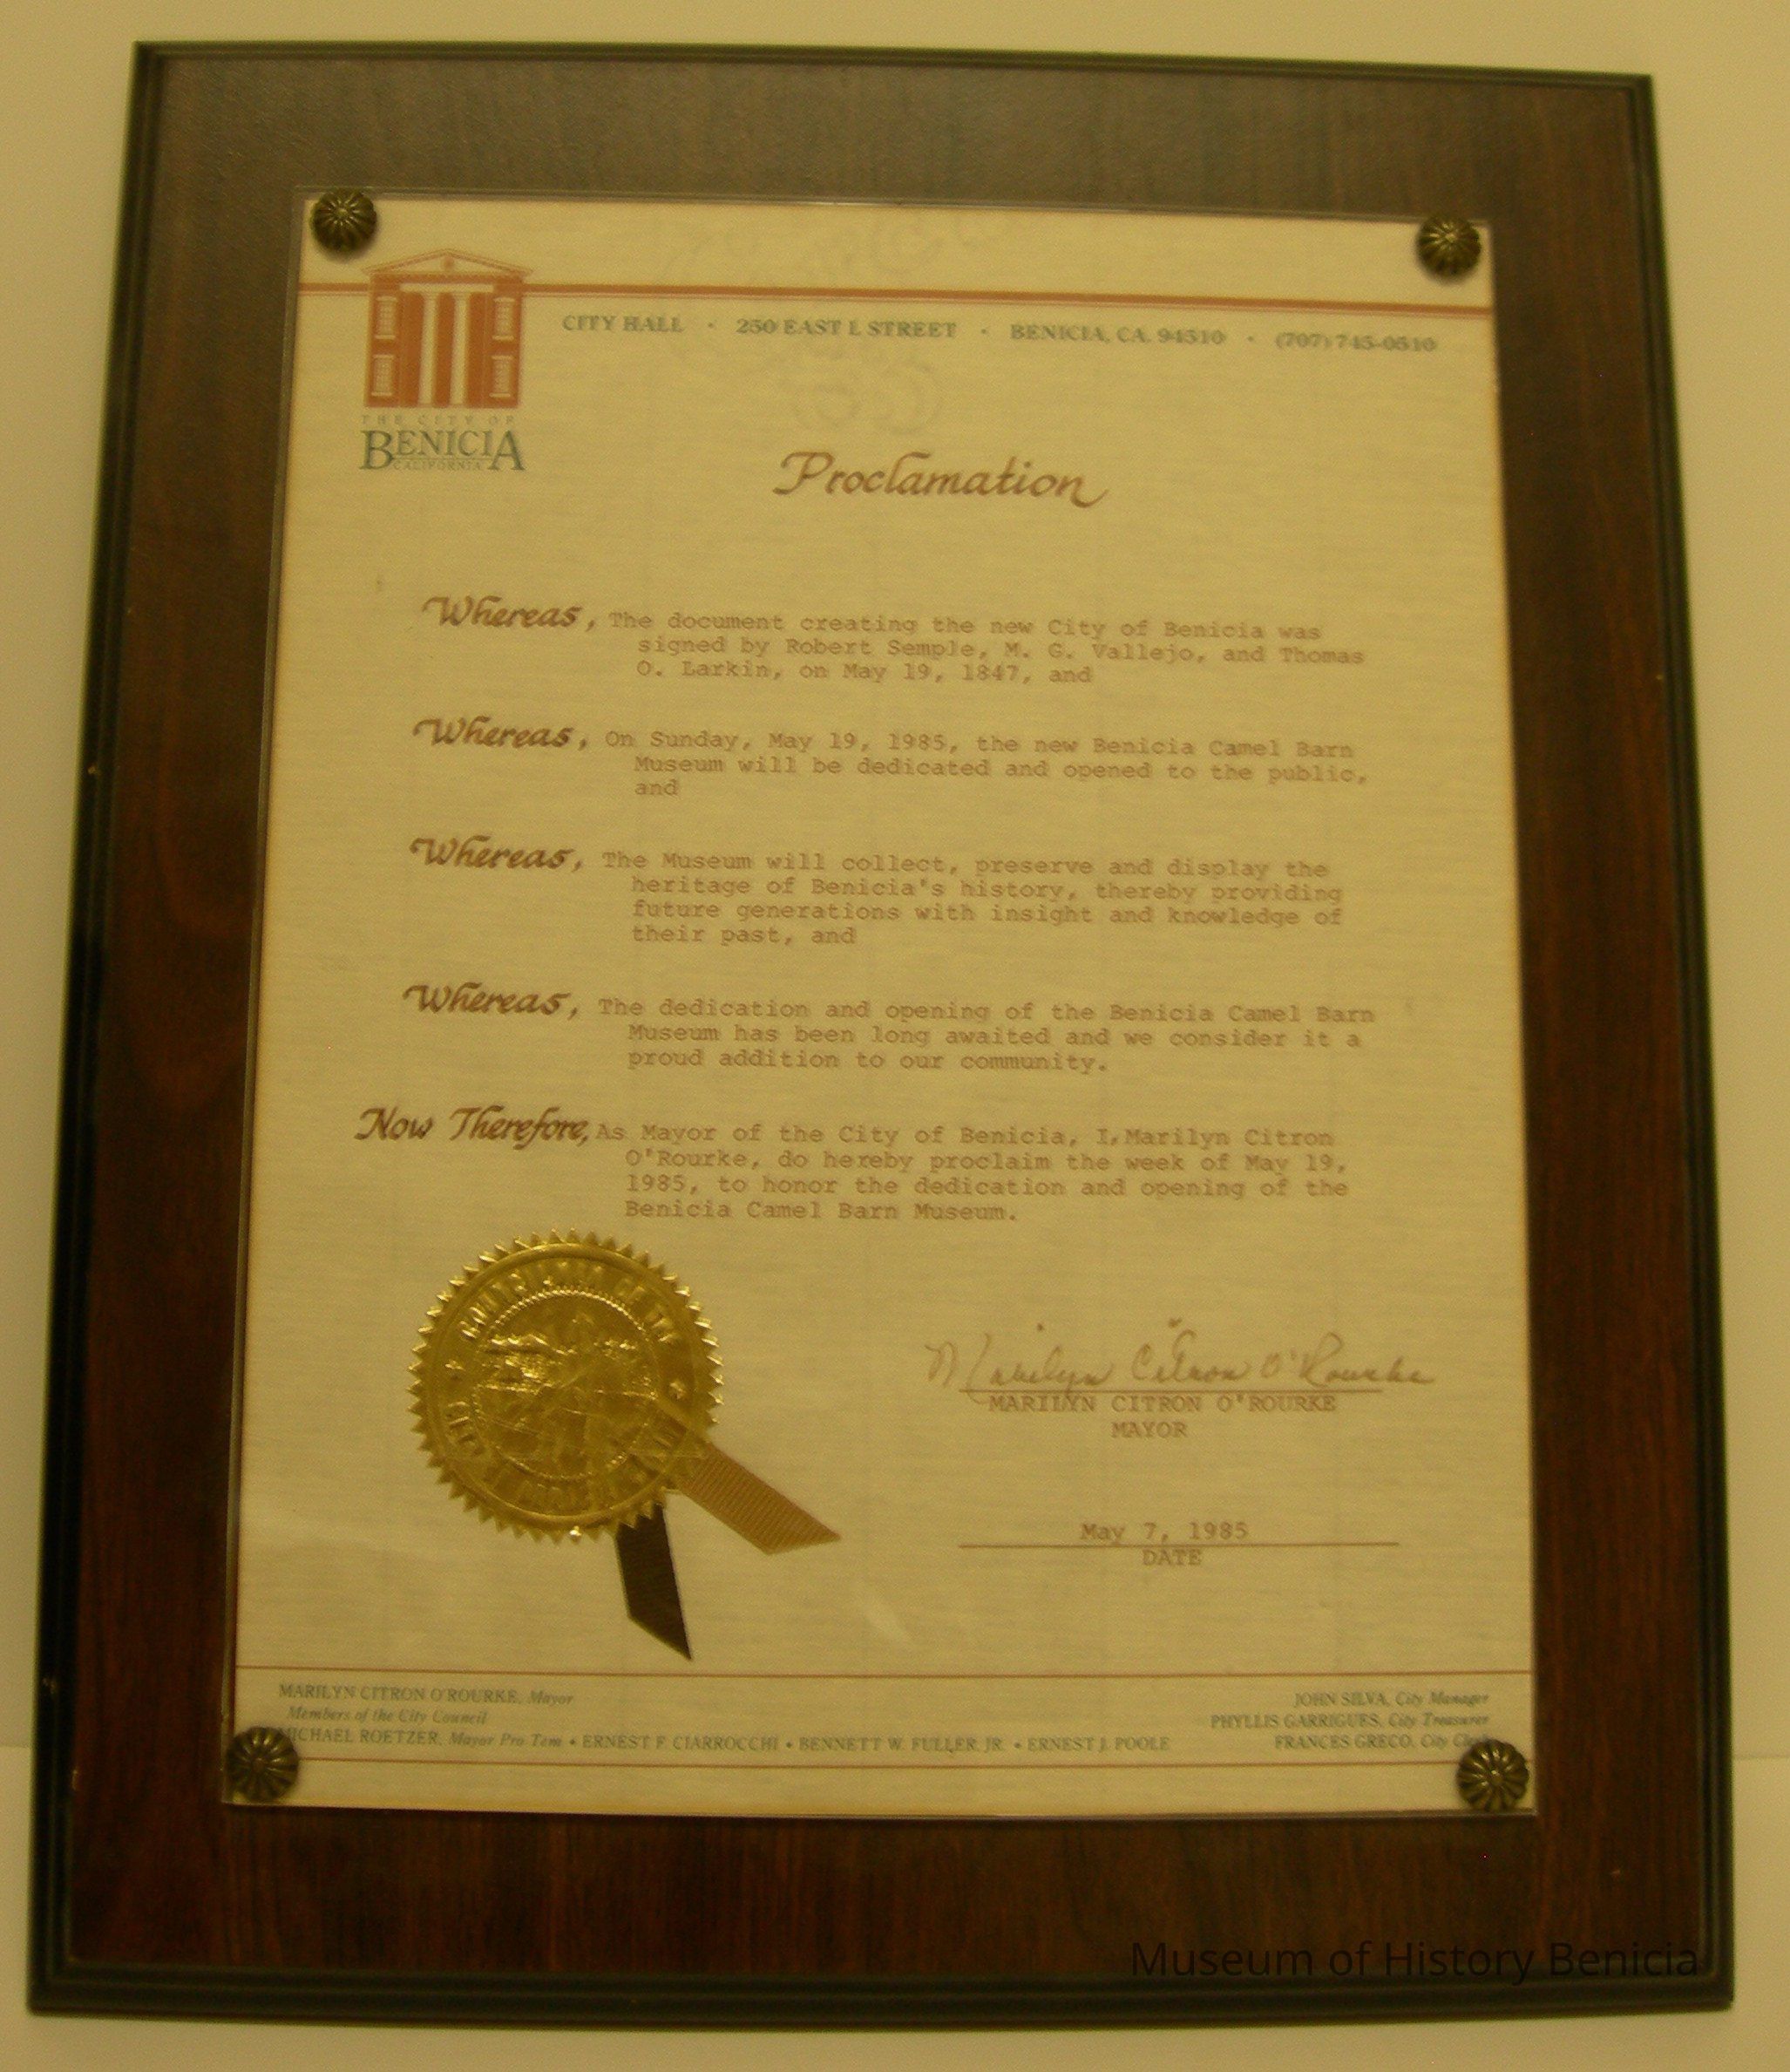 CITY HALL • 250 EAST L STREET • BENICIA, CA. 94510 • (707) 745-0510
THE CITY OF
BENICIA
CALIFORNIA
Proclamation
Whereas, The document creating the new City of Benicia was
signed by Robert Semple, M. G. Vallejo, and Thomas
O. Larkin, on May 19, 1847, and
Whereas, On Sunday, May 19, 1985, the new Benicia Camel Barn
Museum will be dedicated and opened to the public,
and
Whereas, The Museum will collect, preserve and display the
heritage of Benicia's history, thereby providing
future generations with insight and knowledge of
their past, and
Whereas, The dedication and opening of the Benicia Camel Barn
Museum has been long awaited and we consider it a
proud addition to our community.
Now Therefore, As Mayor of the City of Benicia, I, Marilyn Citron
O'Rourke, do hereby proclaim the week of May 19,
1985, to honor the dedication and opening of the
Benicia Camel Barn Museum.
Marilyn Citron O'Rourke
MARILYN CITRON O'ROURKE
MAYOR
May 7, 1985
DATE
MARILYN CITRON O'ROURKE, Mayor
Members of the City Council
MICHAEL ROETZER, Mayor Pro Tem • ERNEST F. CIARROCCHI • BENNETT W. FULLER, JR. • ERNEST J. POOLE
JOHN SILVA, City Manager
PHYLLIS GARRIGUES, City Treasurer
FRANCES GRECO, City Clerk
Museum of History Benicia